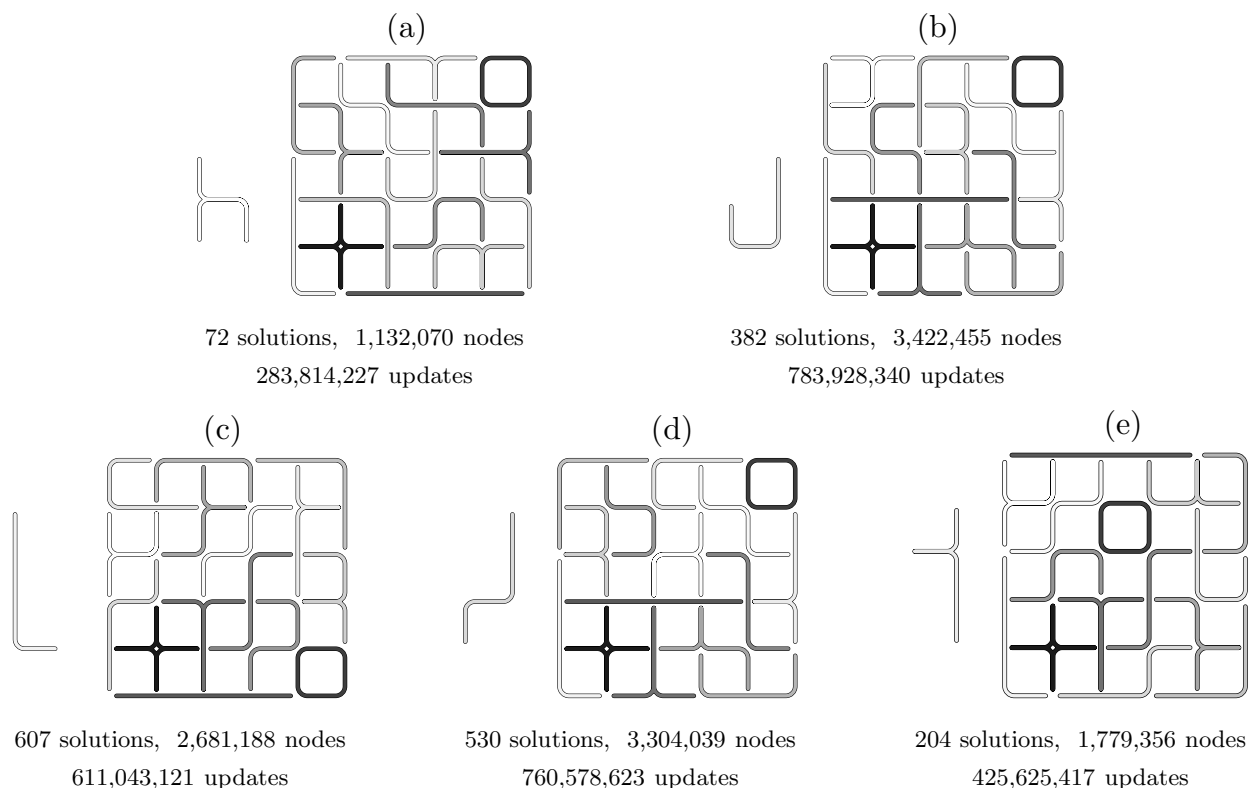 (a)
72 solutions, 1,132,070 nodes
283,814,227 updates
(b)
382 solutions, 3,422,455 nodes
783,928,340 updates
(c)
607 solutions, 2,681,188 nodes
611,043,121 updates
(d)
530 solutions, 3,304,039 nodes
760,578,623 updates
(e)
204 solutions, 1,779,356 nodes
425,625,417 updates